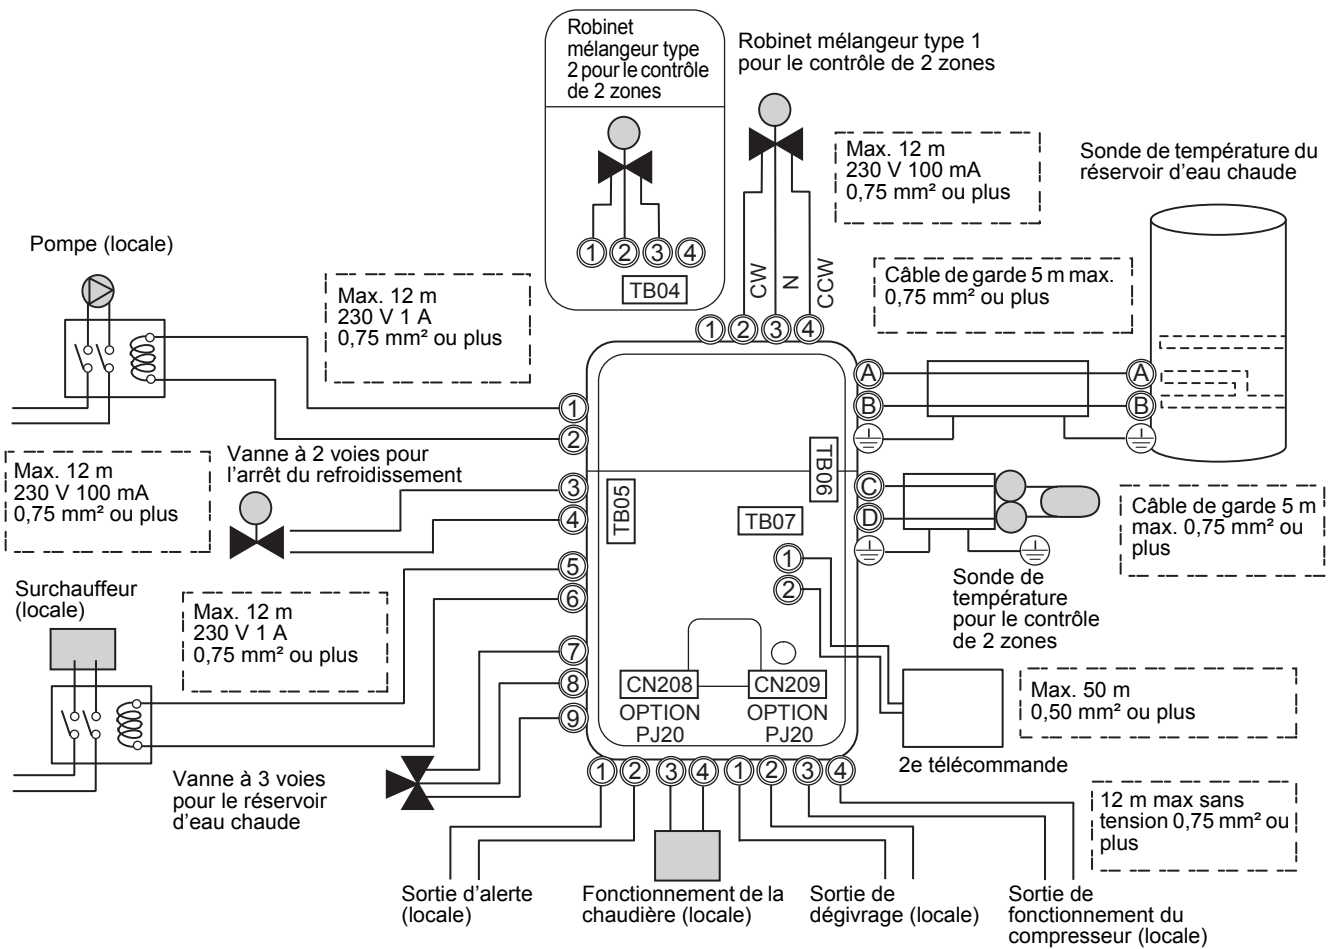 Robinet
mélangeur type
2 pour le contrôle
de 2 zones
1 2 3 4
TB04
Robinet mélangeur type 1
pour le contrôle de 2 zones
Max. 12 m
230 V 100 mA
0,75 mm² ou plus
CW
N
CCW
1 2 3 4
Sonde de température du
réservoir d'eau chaude
Câble de garde 5 m max.
0,75 mm² ou plus
A
B
A
B
Pompe (locale)
Max. 12 m
230 V 1 A
0,75 mm² ou plus
1
2
Max. 12 m
230 V 100 mA
0,75 mm² ou plus
Vanne à 2 voies pour
l'arrêt du refroidissement
3
4
TB05
TB06
TB07
C
D
Câble de garde 5 m
max. 0,75 mm² ou
plus
Sonde de
température
pour le contrôle
de 2 zones
1
2
Surchauffeur
(locale)
Max. 12 m
230 V 1 A
0,75 mm² ou plus
5
6
7
8
9
CN208
OPTION
PJ20
CN209
OPTION
PJ20
Max. 50 m
0,50 mm² ou plus
2e télécommande
Vanne à 3 voies
pour le réservoir
d'eau chaude
1 2 3 4 1 2 3 4
12 m max sans
tension 0,75 mm² ou
plus
Sortie d'alerte
(locale)
Fonctionnement de la
chaudière (locale)
Sortie de
dégivrage (locale)
Sortie de
fonctionnement du
compresseur (locale)